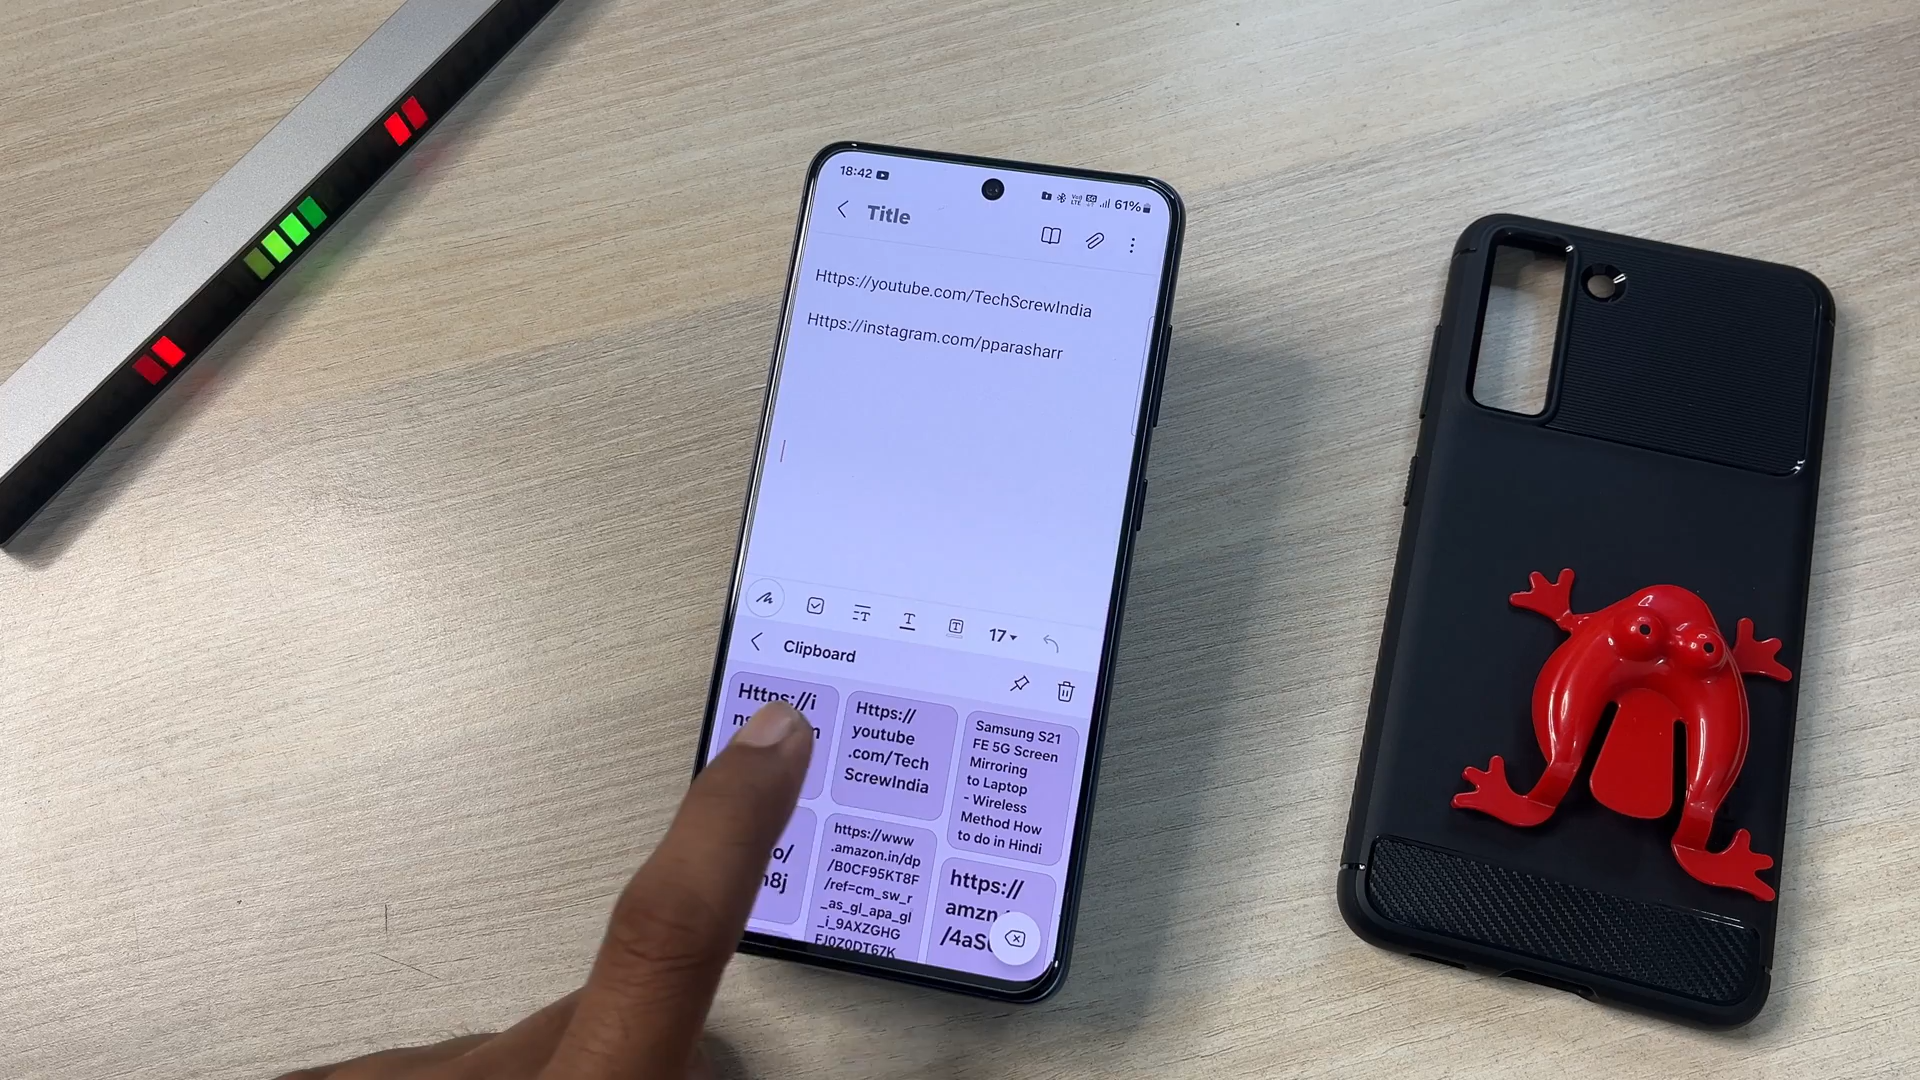 18:42
61%
Title
Https://youtube.com/TechScrewIndia
Https://instagram.com/pparasharr
17
Clipboard
Https://i
Https://
youtube
.com/Tech
ScrewIndia
Samsung S21
FE 5G Screen
Mirroring
to Laptop
- Wireless
Method How
to do in Hindi
https://www
.amazon.in/dp
/B0CF95KT8F
/ref=cm_sw_r
_as_gl_apa_gl
_i_9AXZGHG
FJ0Z0DT67K
https://
amzn